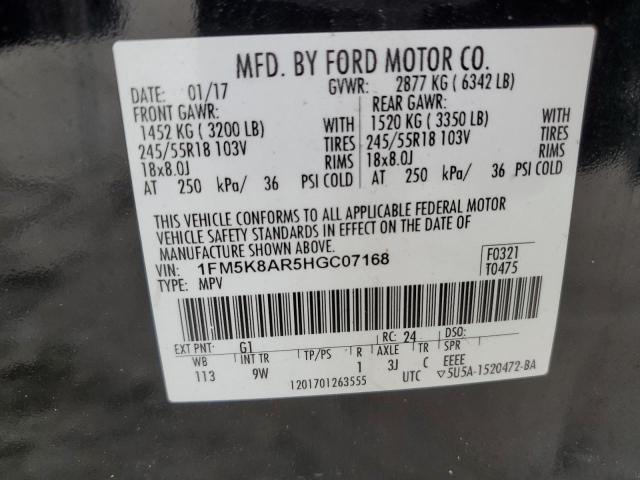 MFD. BY FORD MOTOR CO.
DATE: 01/17 GVWR: 2877 KG ( 6342 LB)
FRONT GAWR: REAR GAWR:
1452 KG ( 3200 LB) WITH 1520 KG ( 3350 LB) WITH
245/55R18 103V TIRES 245/55R18 103V TIRES
18x8.0J RIMS 18x8.0J RIMS
AT 250 kPa/ 36 PSI COLD AT 250 kPa/ 36 PSI COLD
THIS VEHICLE CONFORMS TO ALL APPLICABLE FEDERAL MOTOR
VEHICLE SAFETY STANDARDS IN EFFECT ON THE DATE OF
MANUFACTURE SHOWN ABOVE.
VIN: 1FM5K8AR5HGC07168 F0321
TYPE: MPV T0475
EXT PNT: G1 RC: 24 DSO:
WB INT TR TP/PS R AXLE TR SPR
113 9W 1 3J C EEEE
1201701263555 UTC ▽5U5A-1520472-BA